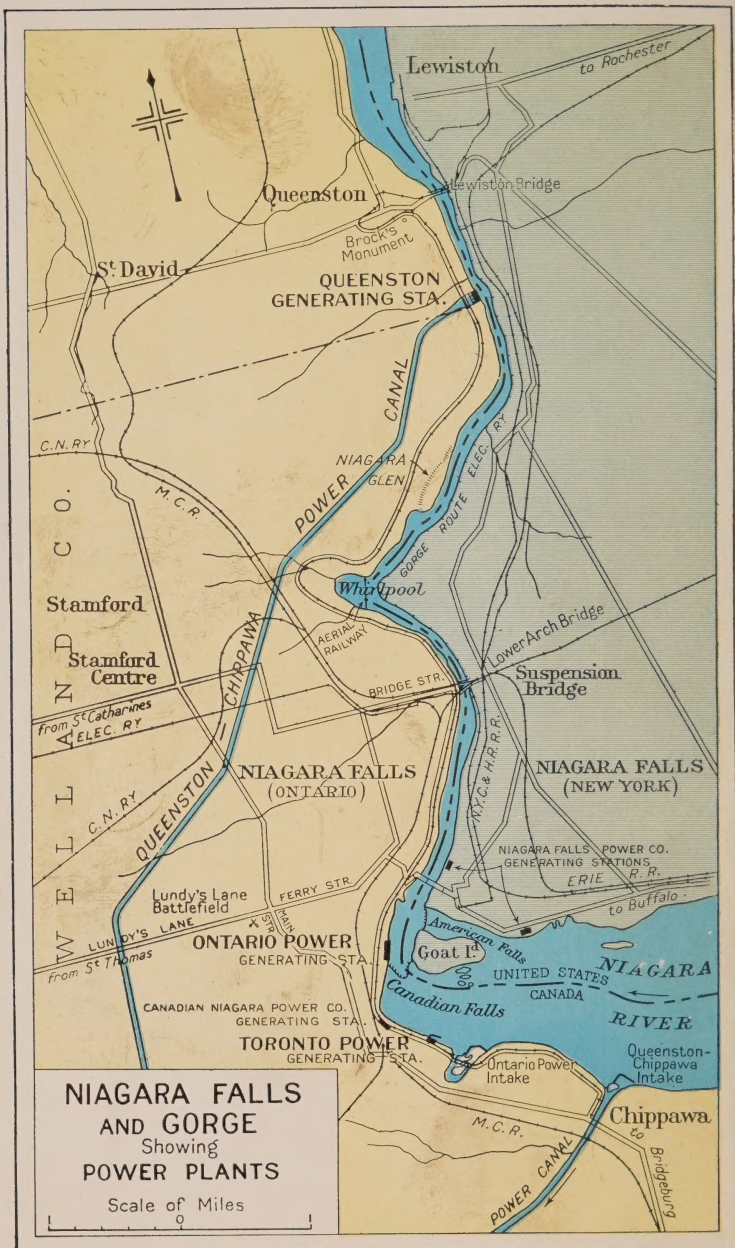 Lewiston
to Rochester
Queenston
Lewiston Bridge
Brock's
Monument
St. David
QUEENSTON
GENERATING STA.
CANAL
C.N. RY
M.C.R.
NIAGARA
GLEN
POWER
GORGE ROUTE ELEC. RY
Whirlpool
AERIAL
RAILWAY
Lower Arch Bridge
Stamford
Stamford
Centre
CHIPPAWA
BRIDGE STR.
Suspension
Bridge
from St Catharines
ELEC. RY
WELLAND CO.
NIAGARA FALLS
(ONTARIO)
N.Y.C. & H.R.R.R.
NIAGARA FALLS
(NEW YORK)
C.N. RY
QUEENSTON —
NIAGARA FALLS POWER CO.
GENERATING STATIONS
ERIE R.R.
to Buffalo
Lundy's Lane
Battlefield
FERRY STR.
MAIN
STR.
LUNDY'S LANE
from St Thomas
ONTARIO POWER
GENERATING STA.
American Falls
Goat Id.
UNITED STATES
CANADA
NIAGARA
RIVER
Canadian Falls
CANADIAN NIAGARA POWER CO.
GENERATING STA.
TORONTO POWER
GENERATING STA.
Ontario Power
Intake
Queenston-
Chippawa
Intake
Chippawa
M.C.R.
to Bridgeburg
POWER CANAL
NIAGARA FALLS
AND GORGE
Showing
POWER PLANTS
Scale of Miles
1 0 1